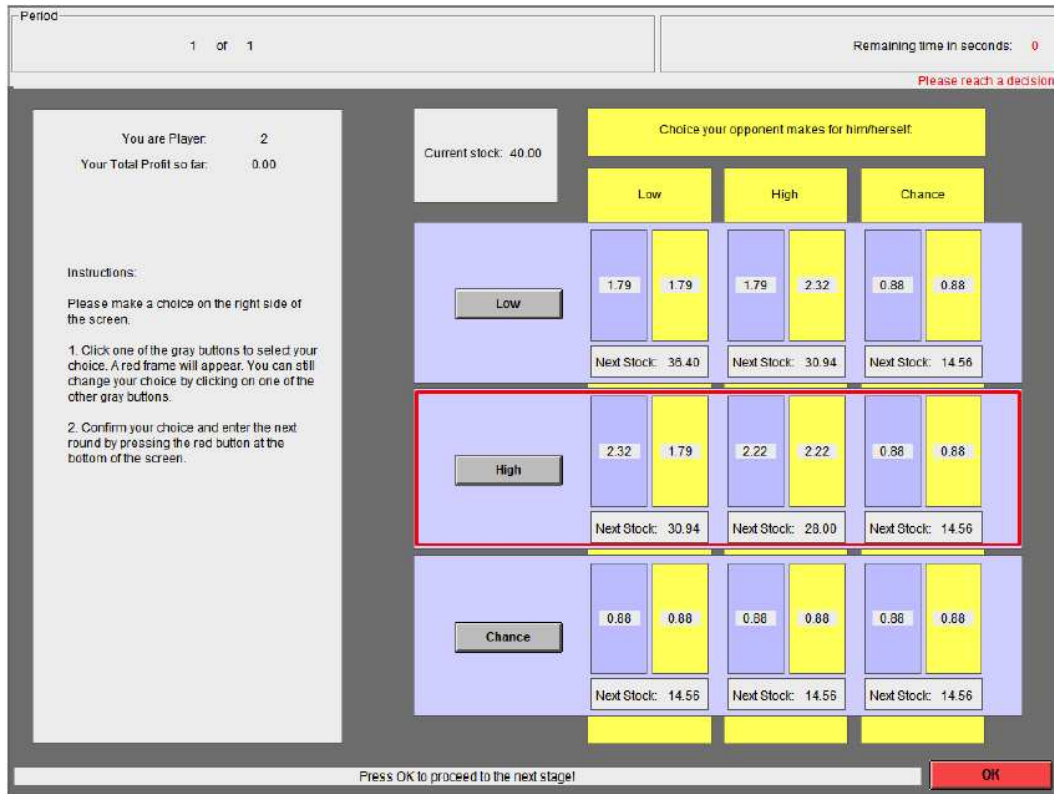 Period
1 of 1
Remaining time in seconds: 0
Please reach a decision
You are Player: 2
Your Total Profit so far: 0.00
Instructions:
Please make a choice on the right side of
the screen.
1. Click one of the gray buttons to select your
choice. A red frame will appear. You can still
change your choice by clicking on one of the
other gray buttons.
2. Confirm your choice and enter the next
round by pressing the red button at the
bottom of the screen.
Current stock: 40.00
Choice your opponent makes for him/herself:
Low High Chance
Low
1.79 1.79 1.79 2.32 0.88 0.88
Next Stock: 36.40 Next Stock: 30.94 Next Stock: 14.56
High
2.32 1.79 2.22 2.22 0.88 0.88
Next Stock: 30.94 Next Stock: 28.00 Next Stock: 14.56
Chance
0.88 0.88 0.88 0.88 0.88 0.88
Next Stock: 14.56 Next Stock: 14.56 Next Stock: 14.56
Press OK to proceed to the next stage!
OK